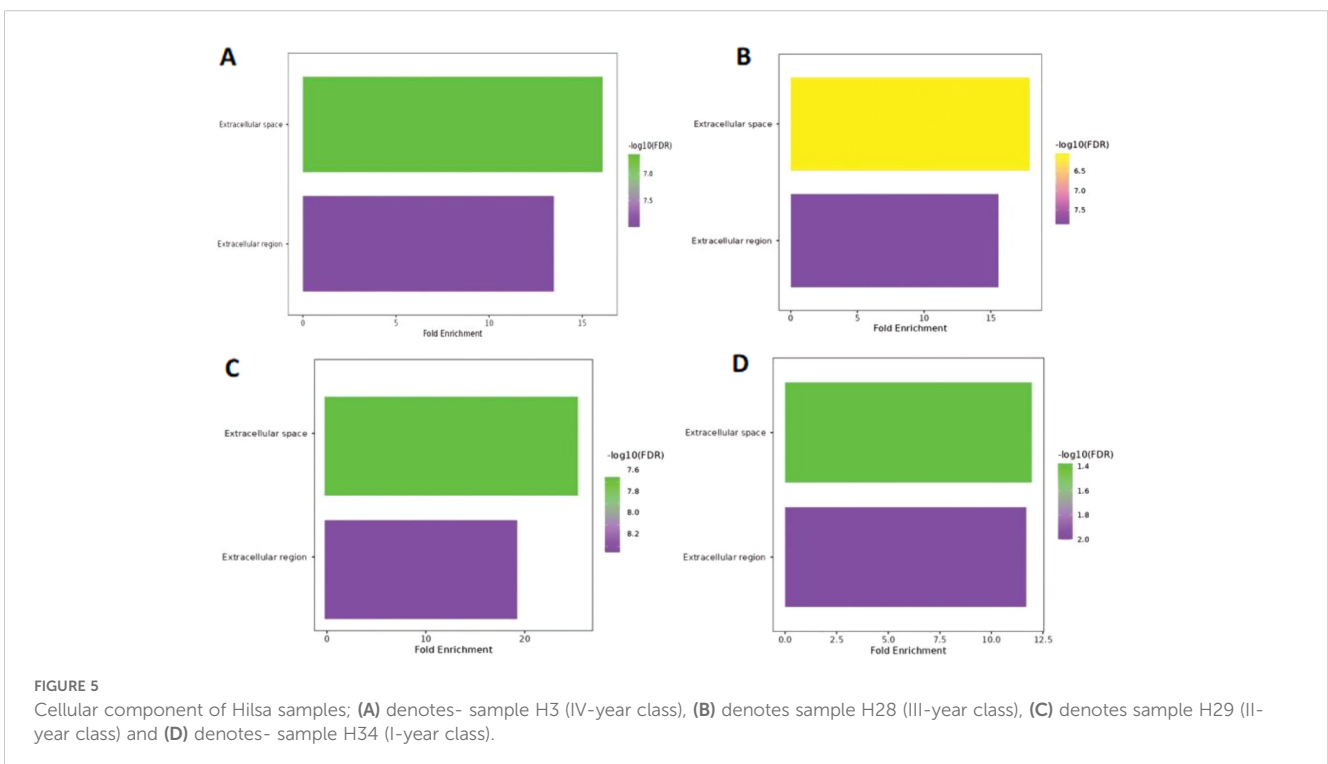 A
Extracellular space
Extracellular region
0 5 10 15
Fold Enrichment
-log10(FDR)
7.0
7.5
B
Extracellular space
Extracellular region
0 5 10 15
Fold Enrichment
-log10(FDR)
6.5
7.0
7.5
C
Extracellular space
Extracellular region
0 10 20
Fold Enrichment
-log10(FDR)
7.6
7.8
8.0
8.2
D
Extracellular space
Extracellular region
0.0 2.5 5.0 7.5 10.0 12.5
Fold Enrichment
-log10(FDR)
1.4
1.6
1.8
2.0
FIGURE 5
Cellular component of Hilsa samples; (A) denotes- sample H3 (IV-year class), (B) denotes sample H28 (III-year class), (C) denotes sample H29 (II-
year class) and (D) denotes- sample H34 (I-year class).